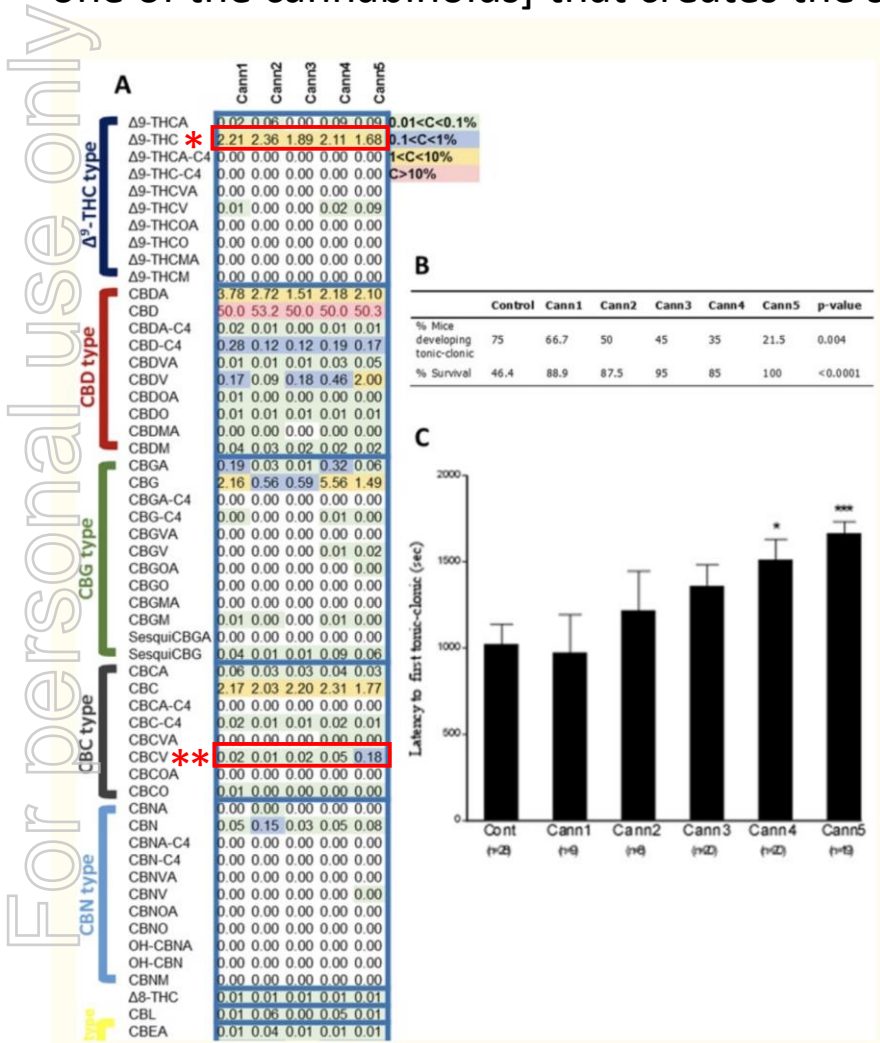 one of the cannabinoids] that creates the
For personal use only
A
Cann1 Cann2 Cann3 Cann4 Cann5
Δ9-THC type
Δ9-THCA 0.02 0.06 0.00 0.09 0.09 0.01<C<0.1%
Δ9-THC * 2.21 2.36 1.89 2.11 1.68 0.1<C<1%
Δ9-THCA-C4 0.00 0.00 0.00 0.00 0.00 1<C<10%
Δ9-THC-C4 0.00 0.00 0.00 0.00 0.00 C>10%
Δ9-THCVA 0.00 0.00 0.00 0.00 0.00
Δ9-THCV 0.01 0.00 0.00 0.02 0.09
Δ9-THCOA 0.00 0.00 0.00 0.00 0.00
Δ9-THCO 0.00 0.00 0.00 0.00 0.00
Δ9-THCMA 0.00 0.00 0.00 0.00 0.00
Δ9-THCM 0.00 0.00 0.00 0.00 0.00
CBD type
CBDA 3.78 2.72 1.51 2.18 2.10
CBD 50.0 53.2 50.0 50.0 50.3
CBDA-C4 0.02 0.01 0.00 0.01 0.01
CBD-C4 0.28 0.12 0.12 0.19 0.17
CBDVA 0.01 0.01 0.01 0.03 0.05
CBDV 0.17 0.09 0.18 0.46 2.00
CBDOA 0.01 0.00 0.00 0.00 0.00
CBDO 0.01 0.01 0.01 0.01 0.01
CBDMA 0.00 0.00 0.00 0.00 0.00
CBDM 0.04 0.03 0.02 0.02 0.02
CBG type
CBGA 0.19 0.03 0.01 0.32 0.06
CBG 2.16 0.56 0.59 5.56 1.49
CBGA-C4 0.00 0.00 0.00 0.00 0.00
CBG-C4 0.00 0.00 0.00 0.01 0.00
CBGVA 0.00 0.00 0.00 0.00 0.00
CBGV 0.00 0.00 0.00 0.01 0.02
CBGOA 0.00 0.00 0.00 0.00 0.00
CBGO 0.00 0.00 0.00 0.00 0.00
CBGMA 0.00 0.00 0.00 0.00 0.00
CBGM 0.01 0.00 0.00 0.01 0.00
SesquiCBGA 0.00 0.00 0.00 0.00 0.00
SesquiCBG 0.04 0.01 0.01 0.09 0.06
CBC type
CBCA 0.06 0.03 0.03 0.04 0.03
CBC 2.17 2.03 2.20 2.31 1.77
CBCA-C4 0.00 0.00 0.00 0.00 0.00
CBC-C4 0.02 0.01 0.01 0.02 0.01
CBCVA 0.00 0.00 0.00 0.00 0.00
CBCV ** 0.02 0.01 0.02 0.05 0.18
CBCOA 0.00 0.00 0.00 0.00 0.00
CBCO 0.01 0.00 0.00 0.00 0.00
CBN type
CBNA 0.00 0.00 0.00 0.00 0.00
CBN 0.05 0.15 0.03 0.05 0.08
CBNA-C4 0.00 0.00 0.00 0.00 0.00
CBN-C4 0.00 0.00 0.00 0.00 0.00
CBNVA 0.00 0.00 0.00 0.00 0.00
CBNV 0.00 0.00 0.00 0.00 0.00
CBNOA 0.00 0.00 0.00 0.00 0.00
CBNO 0.00 0.00 0.00 0.00 0.00
OH-CBNA 0.00 0.00 0.00 0.00 0.00
OH-CBN 0.00 0.00 0.00 0.00 0.00
CBNM 0.00 0.00 0.00 0.00 0.00
type
Δ8-THC 0.01 0.01 0.01 0.01 0.01
CBL 0.01 0.06 0.00 0.05 0.01
CBEA 0.01 0.04 0.01 0.01 0.01
B
Control Cann1 Cann2 Cann3 Cann4 Cann5 p-value
% Mice
developing 75 66.7 50 45 35 21.5 0.004
tonic-clonic
% Survival 46.4 88.9 87.5 95 85 100 <0.0001
C
Latency to first tonic-clonic (sec)
2000
1500
1000
500
0
* ***
Cont Cann1 Cann2 Cann3 Cann4 Cann5